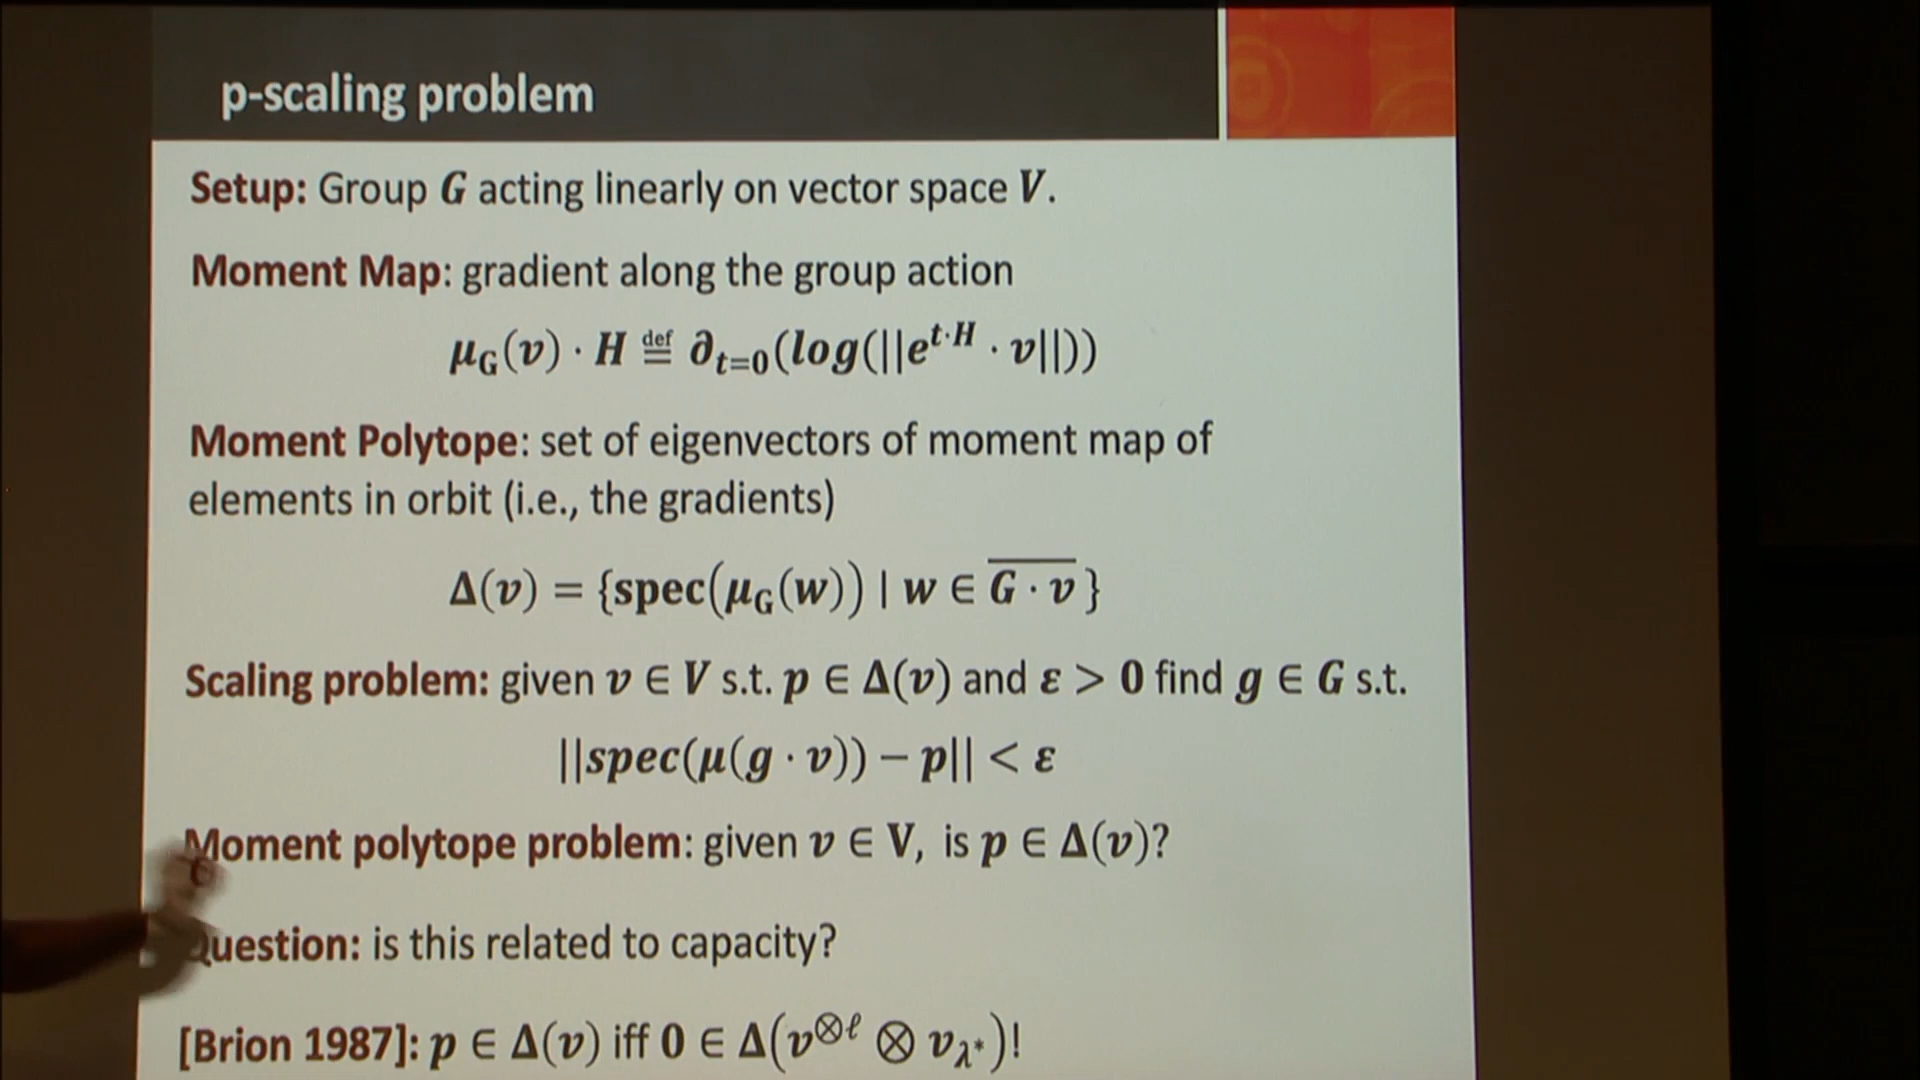 p-scaling problem
Setup: Group G acting linearly on vector space V.
Moment Map: gradient along the group action
μ_G(v) · H ≝ ∂_{t=0}(log(||e^{t·H} · v||))
Moment Polytope: set of eigenvectors of moment map of
elements in orbit (i.e., the gradients)
Δ(v) = {spec(μ_G(w)) | w ∈ \overline{G · v} }
Scaling problem: given v ∈ V s.t. p ∈ Δ(v) and ε > 0 find g ∈ G s.t.
||spec(μ(g · v)) − p|| < ε
Moment polytope problem: given v ∈ V, is p ∈ Δ(v)?
Question: is this related to capacity?
[Brion 1987]: p ∈ Δ(v) iff 0 ∈ Δ(v^{⊗ℓ} ⊗ v_{λ*})!